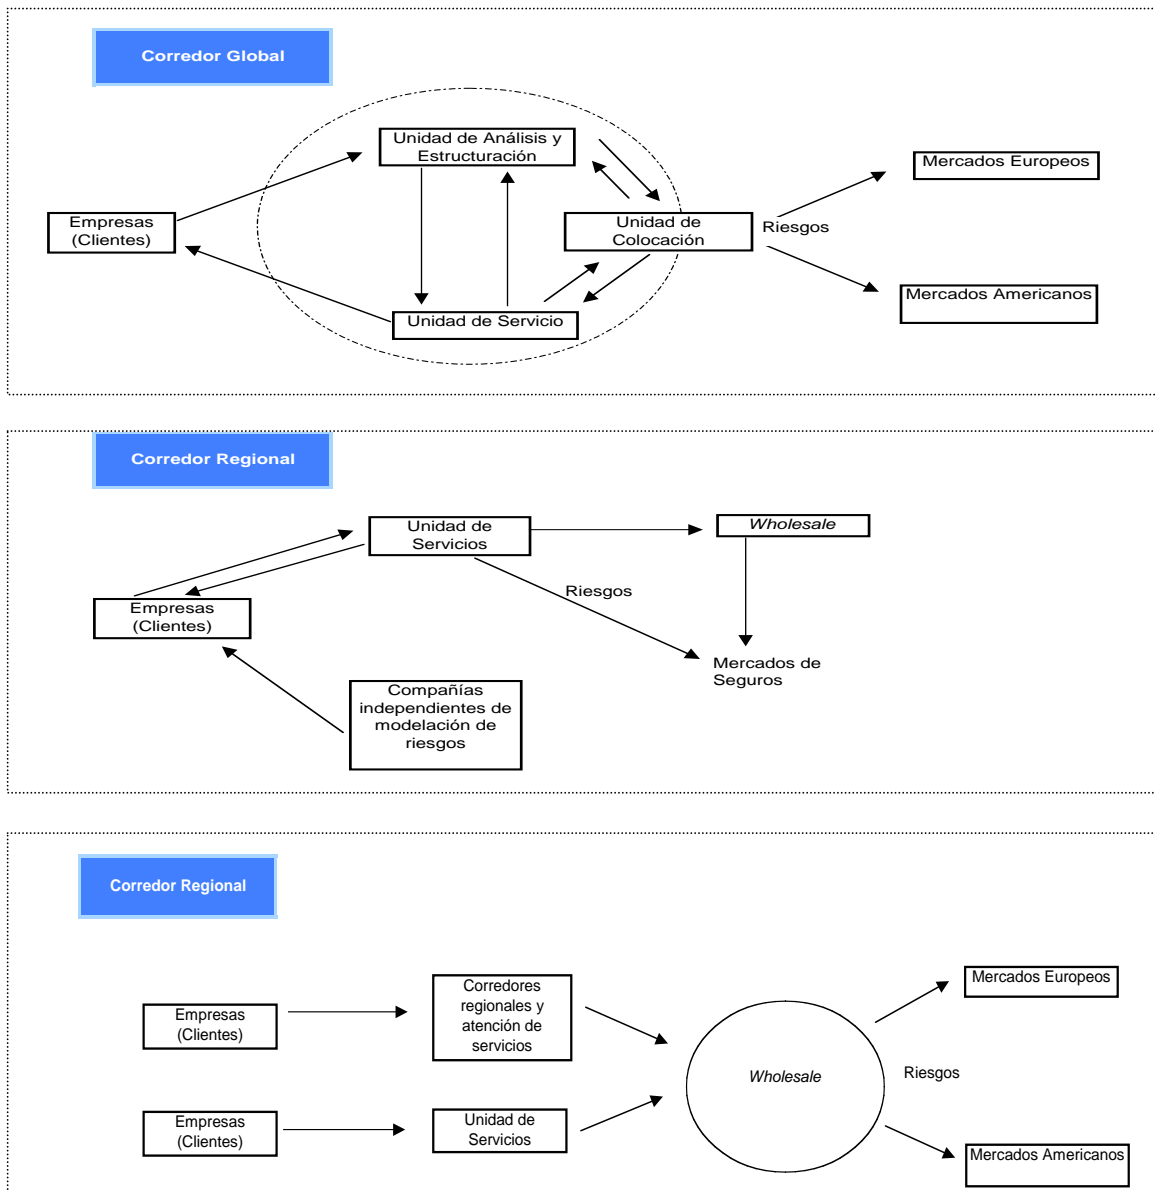 Corredor Global
Unidad de Análisis y
Estructuración
Mercados Europeos
Empresas
(Clientes)
Unidad de
Colocación
Riesgos
Mercados Americanos
Unidad de Servicio
Corredor Regional
Unidad de
Servicios
Wholesale
Riesgos
Empresas
(Clientes)
Mercados de
Seguros
Compañías
independientes de
modelación de
riesgos
Corredor Regional
Mercados Europeos
Corredores
regionales y
atención de
servicios
Empresas
(Clientes)
Wholesale
Riesgos
Empresas
(Clientes)
Unidad de
Servicios
Mercados Americanos